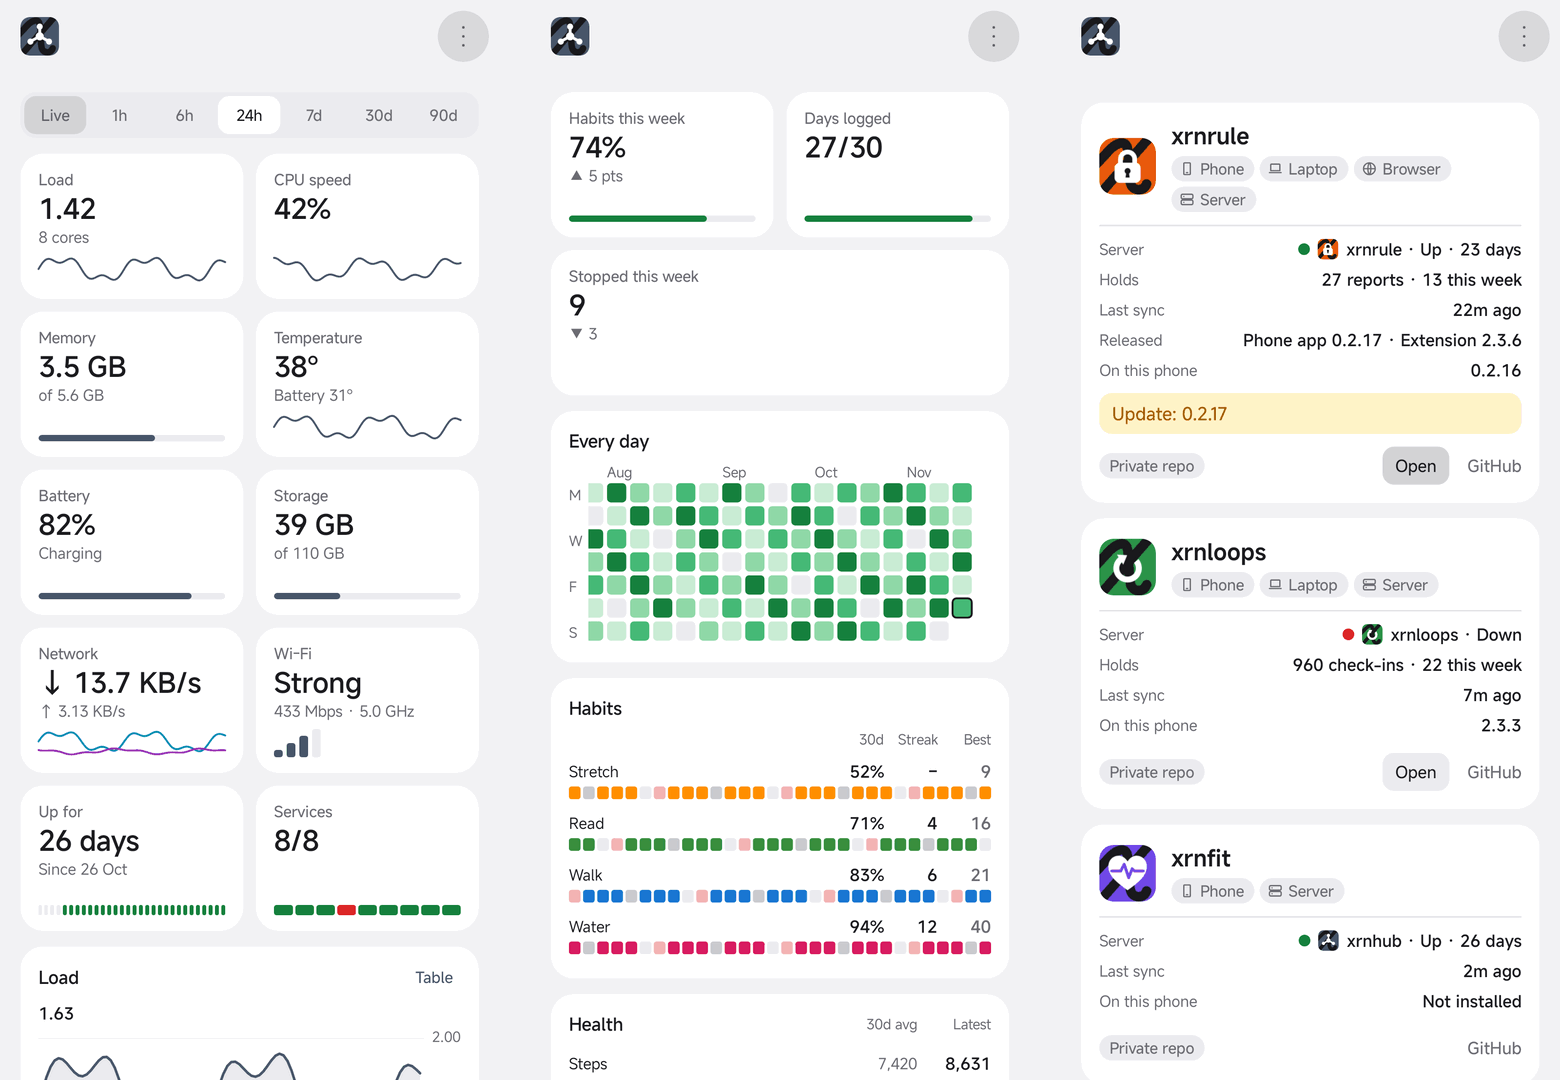 Live 1h 6h 24h 7d 30d 90d
Load
1.42
8 cores
CPU speed
42%
Memory
3.5 GB
of 5.6 GB
Temperature
38°
Battery 31°
Battery
82%
Charging
Storage
39 GB
of 110 GB
Network
↓ 13.7 KB/s
↑ 3.13 KB/s
Wi-Fi
Strong
433 Mbps · 5.0 GHz
Up for
26 days
Since 26 Oct
Services
8/8
Load Table
1.63
2.00
Habits this week
74%
▲ 5 pts
Days logged
27/30
Stopped this week
9
▼ 3
Every day
Aug Sep Oct Nov
M
W
F
S
Habits
30d Streak Best
Stretch 52% – 9
Read 71% 4 16
Walk 83% 6 21
Water 94% 12 40
Health 30d avg Latest
Steps 7,420 8,631
xrnrule
Phone Laptop Browser
Server
Server xrnrule · Up · 23 days
Holds 27 reports · 13 this week
Last sync 22m ago
Released Phone app 0.2.17 · Extension 2.3.6
On this phone 0.2.16
Update: 0.2.17
Private repo Open GitHub
xrnloops
Phone Laptop Server
Server xrnloops · Down
Holds 960 check-ins · 22 this week
Last sync 7m ago
On this phone 2.3.3
Private repo Open GitHub
xrnfit
Phone Server
Server xrnhub · Up · 26 days
Last sync 2m ago
On this phone Not installed
Private repo GitHub